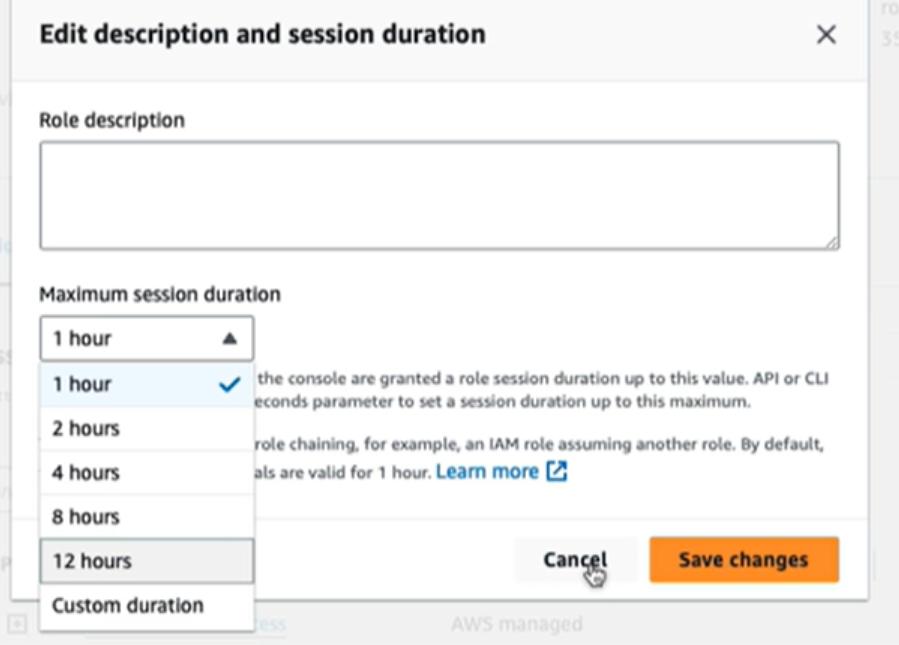 Edit description and session duration
Role description
Maximum session duration
1 hour
1 hour
the console are granted a role session duration up to this value. API or CLI
econds parameter to set a session duration up to this maximum.
2 hours
role chaining, for example, an IAM role assuming another role. By default,
4 hours
als are valid for 1 hour. Learn more
8 hours
12 hours
Cancel
Save changes
Custom duration
cess
AWS managed